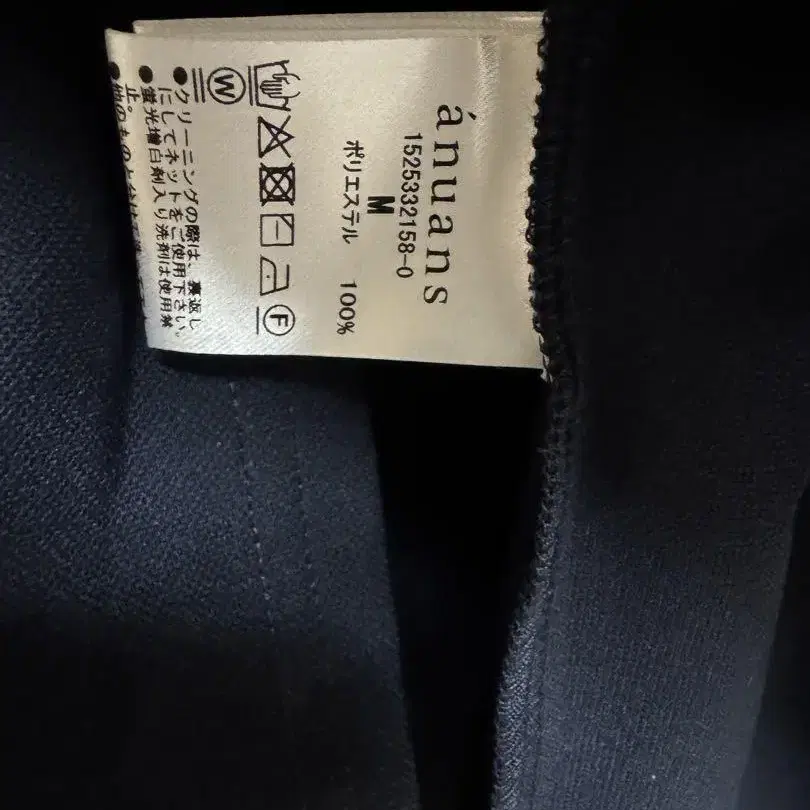 ánuans
1525332158-0
M
ポリエステル 100%
F
W
●クリーニングの際は、裏返し
にしてネットをご使用下さい。
●蛍光増白剤入り洗剤は使用禁
止。